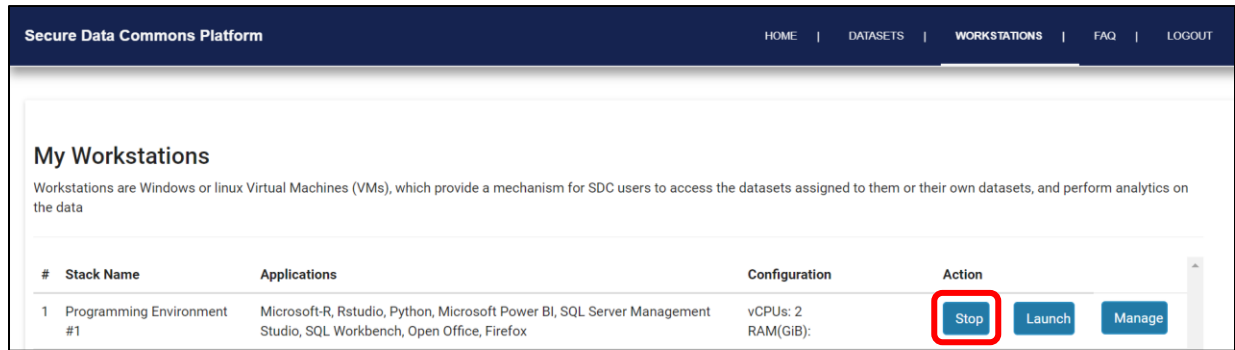 Secure Data Commons Platform HOME | DATASETS | WORKSTATIONS | FAQ | LOGOUT
My Workstations
Workstations are Windows or linux Virtual Machines (VMs), which provide a mechanism for SDC users to access the datasets assigned to them or their own datasets, and perform analytics on
the data
# Stack Name Applications Configuration Action
1 Programming Environment Microsoft-R, Rstudio, Python, Microsoft Power BI, SQL Server Management vCPUs: 2 Stop Launch Manage
#1 Studio, SQL Workbench, Open Office, Firefox RAM(GiB):